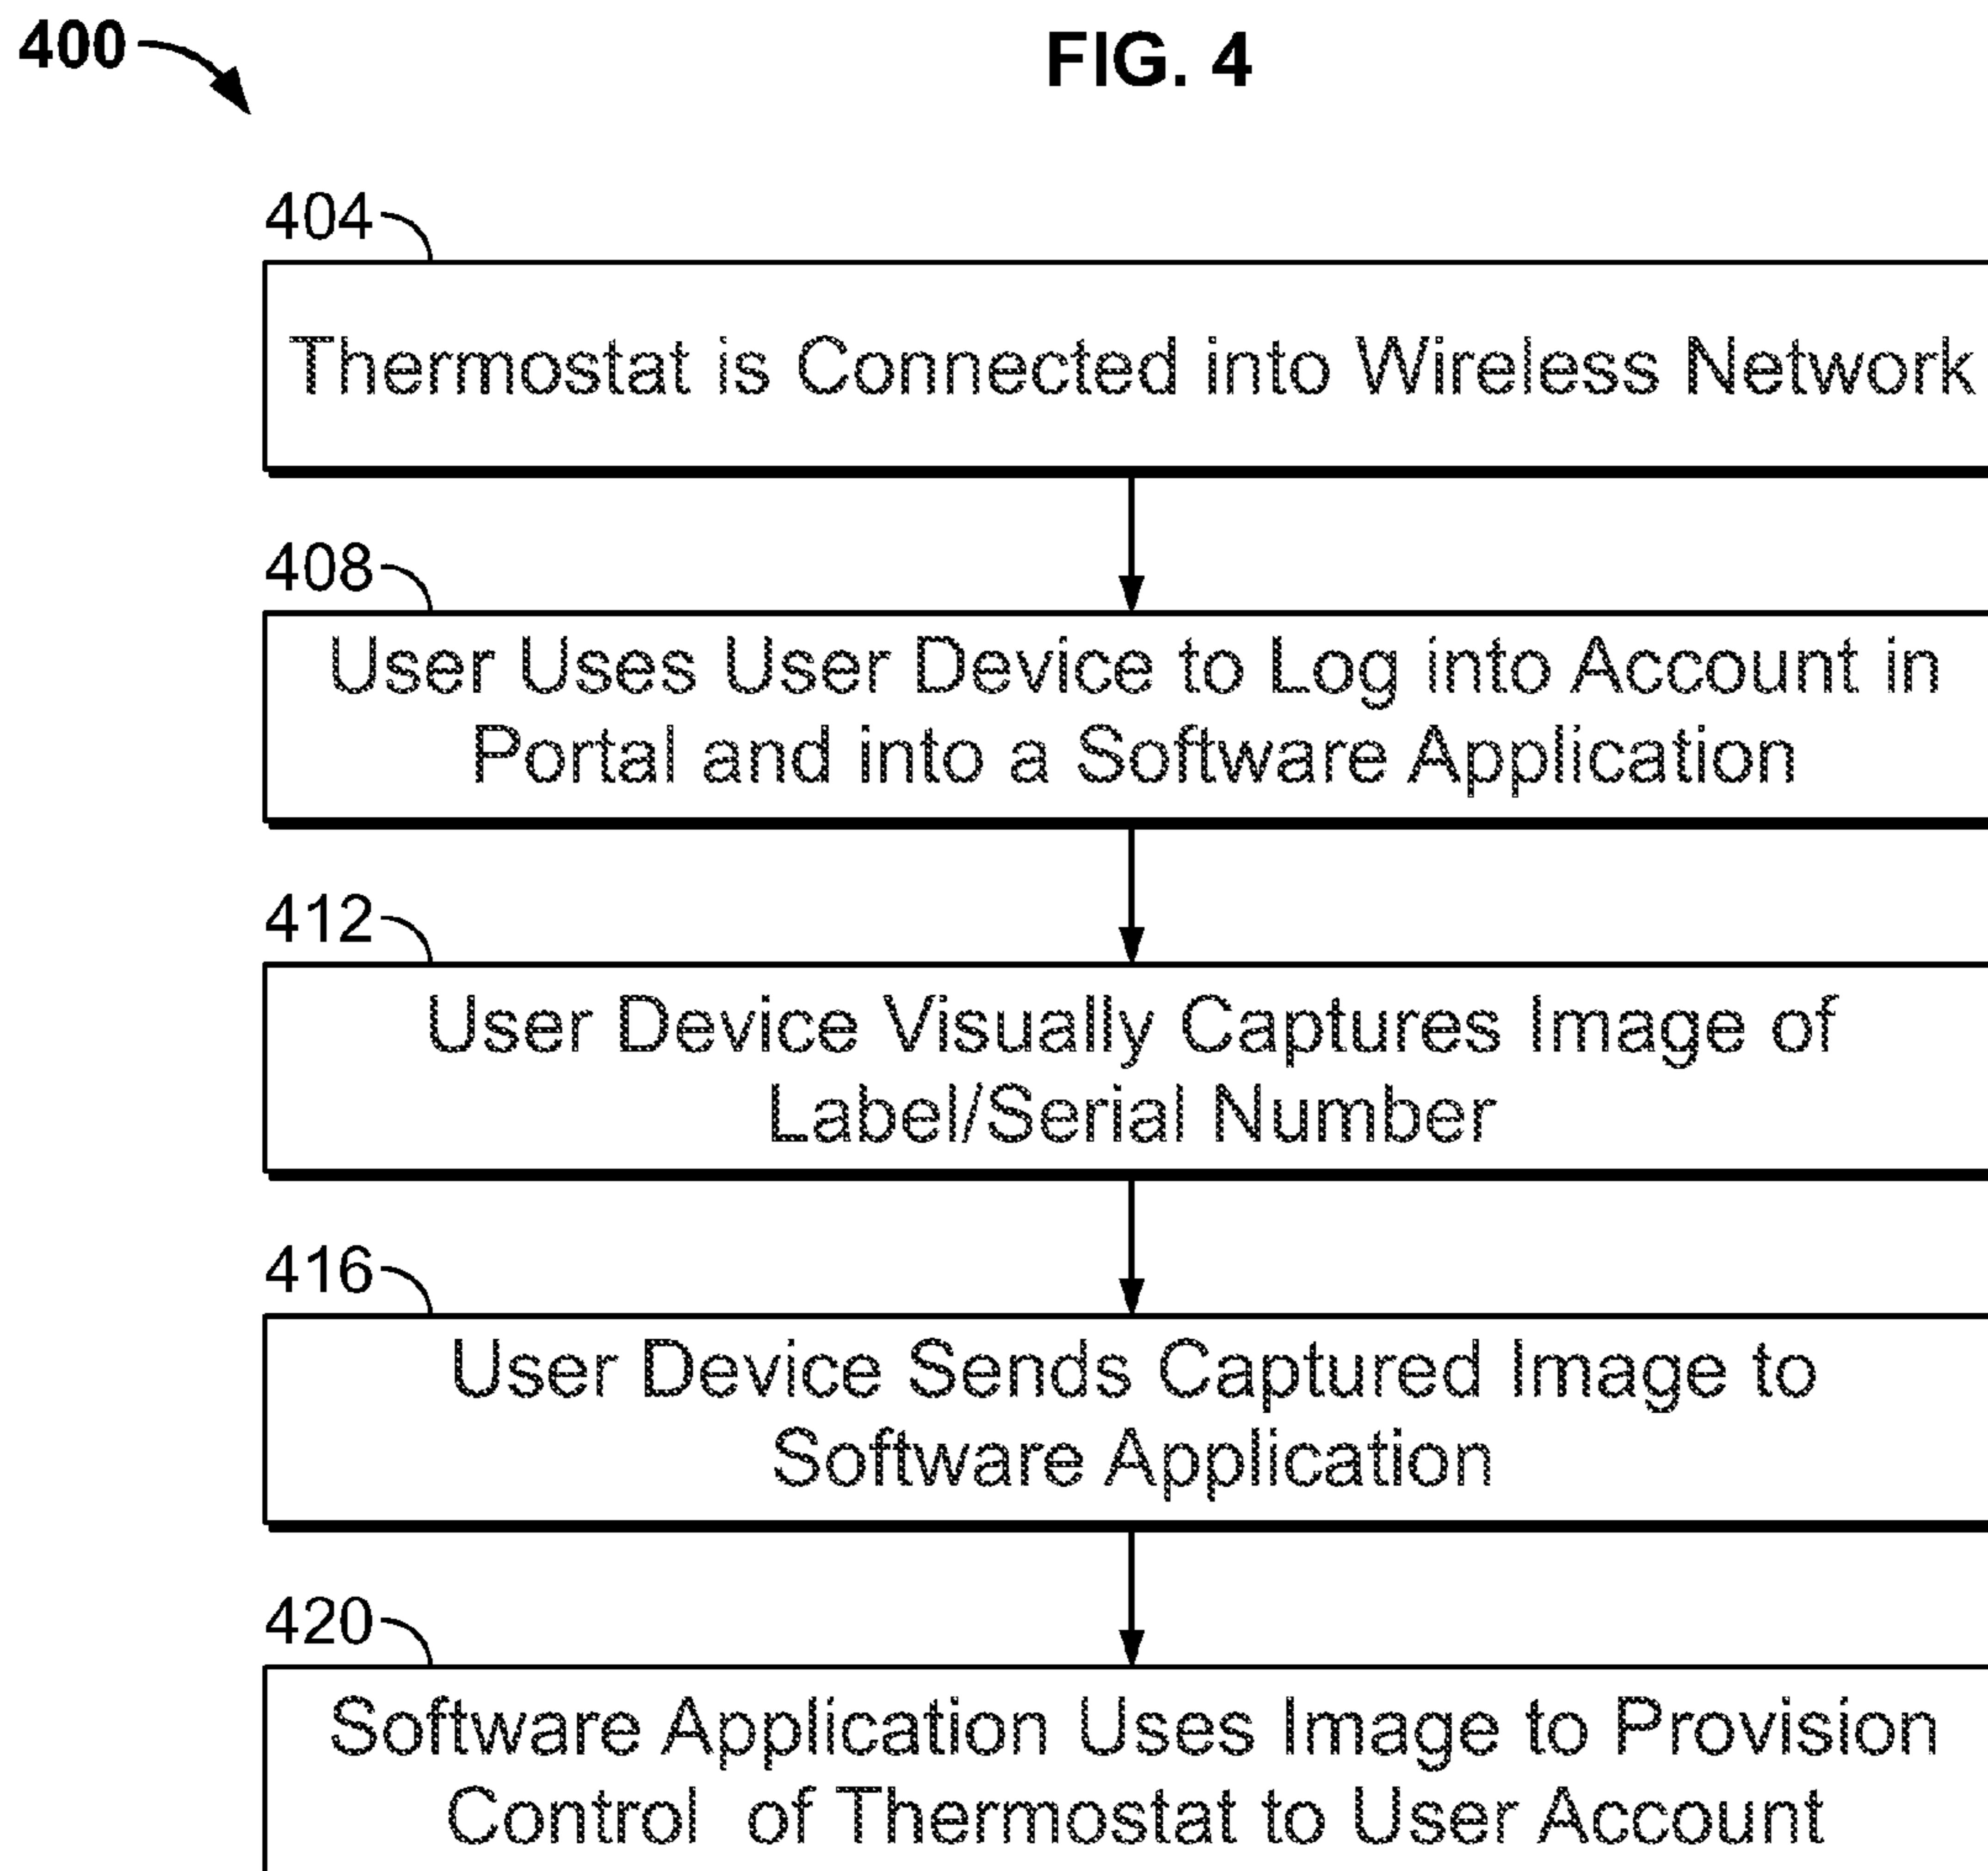 400
FIG. 4
404
Thermostat is Connected into Wireless Network
408
User Uses User Device to Log into Account in
Portal and into a Software Application
412
User Device Visually Captures Image of
Label/Serial Number
416
User Device Sends Captured Image to
Software Application
420
Software Application Uses Image to Provision
Control of Thermostat to User Account